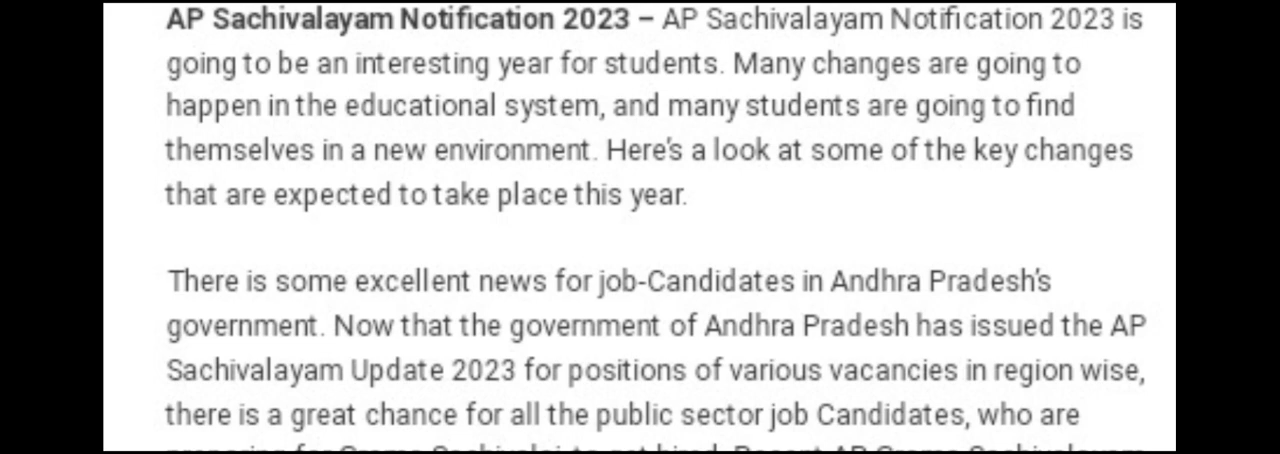 AP Sachivalayam Notification 2023 – AP Sachivalayam Notification 2023 is
going to be an interesting year for students. Many changes are going to
happen in the educational system, and many students are going to find
themselves in a new environment. Here's a look at some of the key changes
that are expected to take place this year.
There is some excellent news for job-Candidates in Andhra Pradesh's
government. Now that the government of Andhra Pradesh has issued the AP
Sachivalayam Update 2023 for positions of various vacancies in region wise,
there is a great chance for all the public sector job Candidates, who are